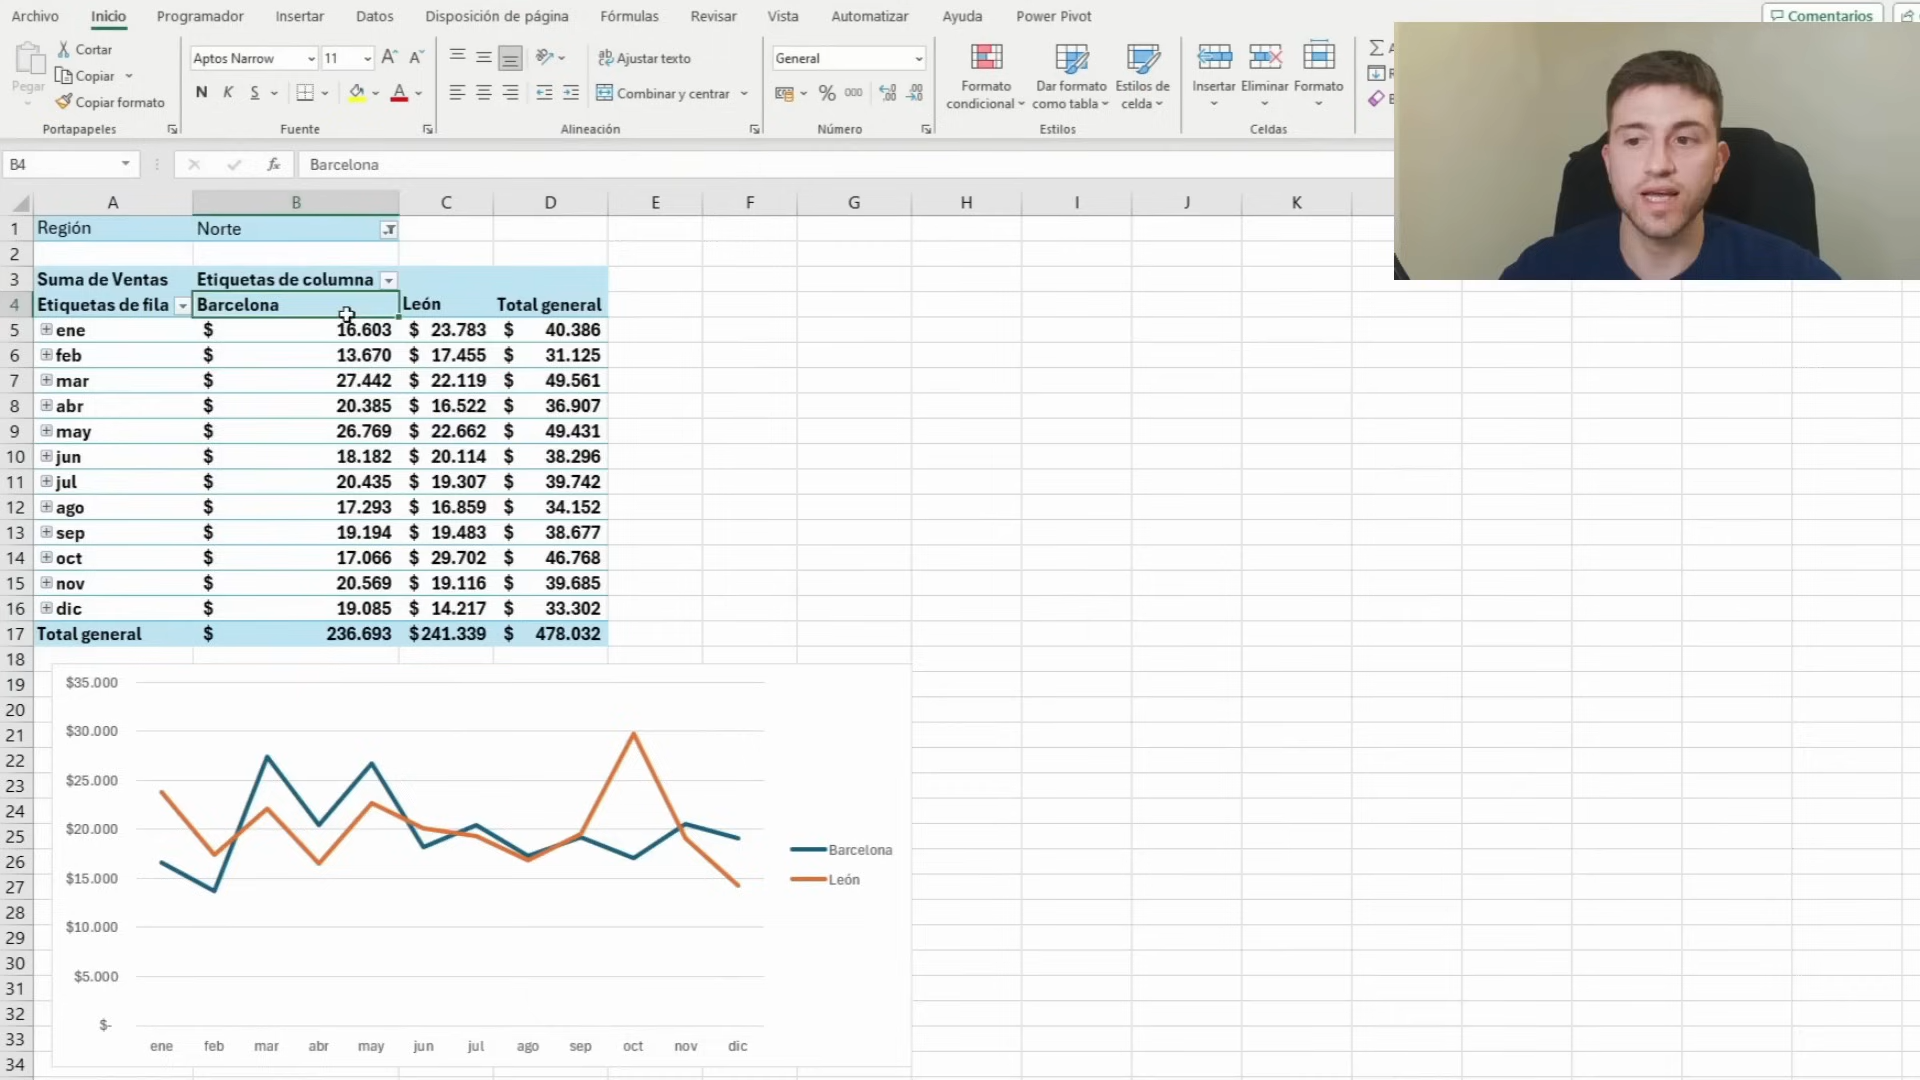 Archivo Inicio Programador Insertar Datos Disposición de página Fórmulas Revisar Vista Automatizar Ayuda Power Pivot Comentarios
Pegar Cortar Copiar Copiar formato
Portapapeles
Aptos Narrow 11
N K S A
Fuente
Ajustar texto
Combinar y centrar
Alineación
General
% 000
Número
Formato condicional Dar formato como tabla Estilos de celda
Estilos
Insertar Eliminar Formato
Celdas
B4 fx Barcelona
A B C D E F G H I J K
1 Región Norte
2
3 Suma de Ventas Etiquetas de columna
4 Etiquetas de fila Barcelona León Total general
5 ene $ 16.603 $ 23.783 $ 40.386
6 feb $ 13.670 $ 17.455 $ 31.125
7 mar $ 27.442 $ 22.119 $ 49.561
8 abr $ 20.385 $ 16.522 $ 36.907
9 may $ 26.769 $ 22.662 $ 49.431
10 jun $ 18.182 $ 20.114 $ 38.296
11 jul $ 20.435 $ 19.307 $ 39.742
12 ago $ 17.293 $ 16.859 $ 34.152
13 sep $ 19.194 $ 19.483 $ 38.677
14 oct $ 17.066 $ 29.702 $ 46.768
15 nov $ 20.569 $ 19.116 $ 39.685
16 dic $ 19.085 $ 14.217 $ 33.302
17 Total general $ 236.693 $241.339 $ 478.032
18
19 $35.000
20
21 $30.000
22
23 $25.000
24
25 $20.000
26 Barcelona
27 $15.000 León
28
29 $10.000
30
31 $5.000
32
33 $-
34 ene feb mar abr may jun jul ago sep oct nov dic